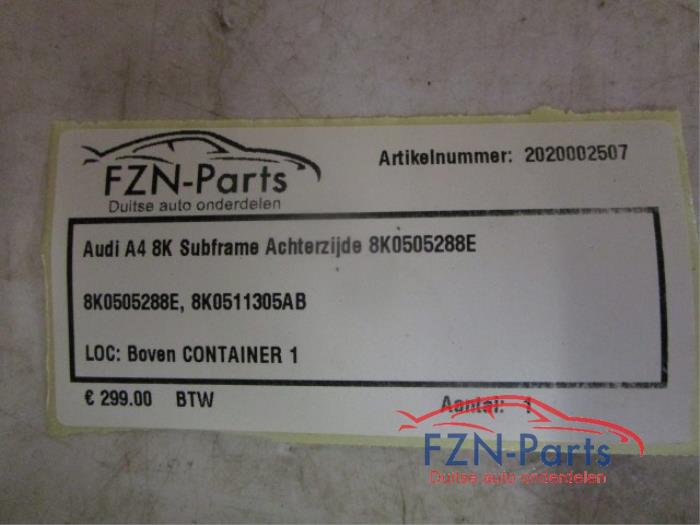 FZN-Parts
Duitse auto onderdelen
Artikelnummer: 2020002507
Audi A4 8K Subframe Achterzijde 8K0505288E
8K0505288E, 8K0511305AB
LOC: Boven CONTAINER 1
€ 299.00 BTW
Aantal: 1
FZN-Parts
Duitse auto onderdelen